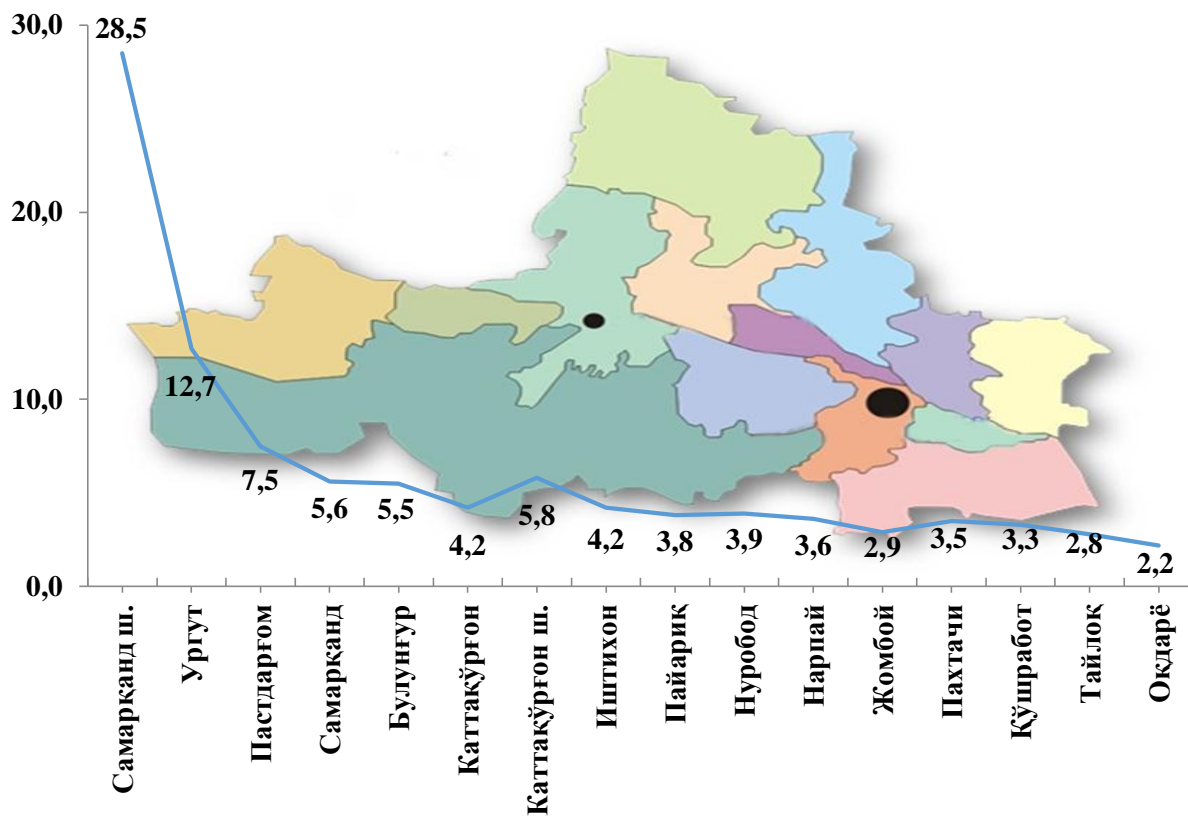 30,0
20,0
10,0
0,0
28,5
12,7
7,5
5,6
5,5
4,2
5,8
4,2
3,8
3,9
3,6
2,9
3,5
3,3
2,8
2,2
Самарқанд ш.
Ургут
Пастдарғом
Самарқанд
Булунғур
Каттақўрғон
Каттақўрғон ш.
Иштихон
Пайариқ
Нуробод
Нарпай
Жомбой
Пахтачи
Қўшработ
Тайлоқ
Оқдарё